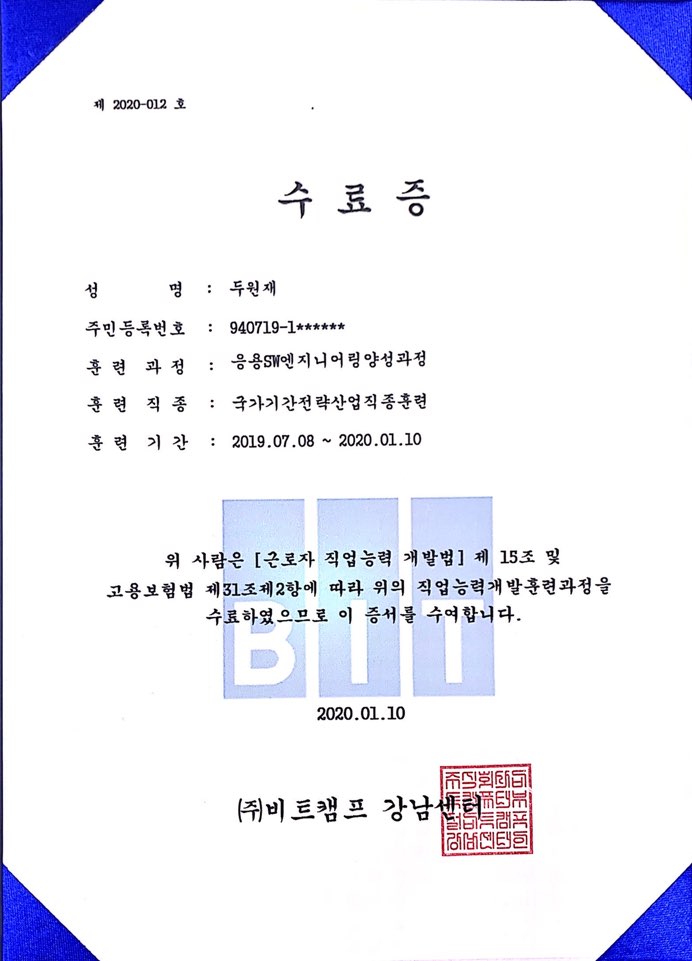 제 2020-012 호
수 료 증
성 명 : 두원재
주민등록번호 : 940719-1******
훈 련 과 정 : 응용SW엔지니어링양성과정
훈 련 직 종 : 국가기간전략산업직종훈련
훈 련 기 간 : 2019.07.08 ~ 2020.01.10
위 사람은 [근로자 직업능력 개발법] 제 15조 및
고용보험법 제31조제2항에 따라 위의 직업능력개발훈련과정을
수료하였으므로 이 증서를 수여합니다.
BIT
2020.01.10
(주)비트캠프 강남센터